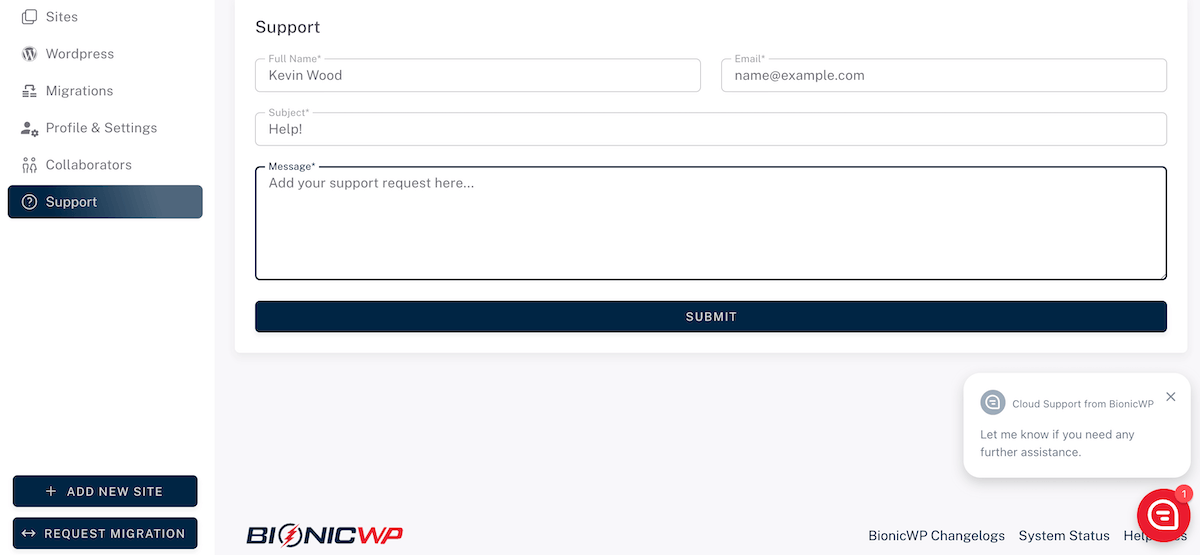 Sites
Wordpress
Migrations
Profile & Settings
Collaborators
Support
ADD NEW SITE
REQUEST MIGRATION
Support
Full Name*
Kevin Wood
Email*
name@example.com
Subject*
Help!
Message*
Add your support request here...
SUBMIT
Cloud Support from BionicWP
Let me know if you need any
further assistance.
1
BIONICWP
BionicWP Changelogs System Status